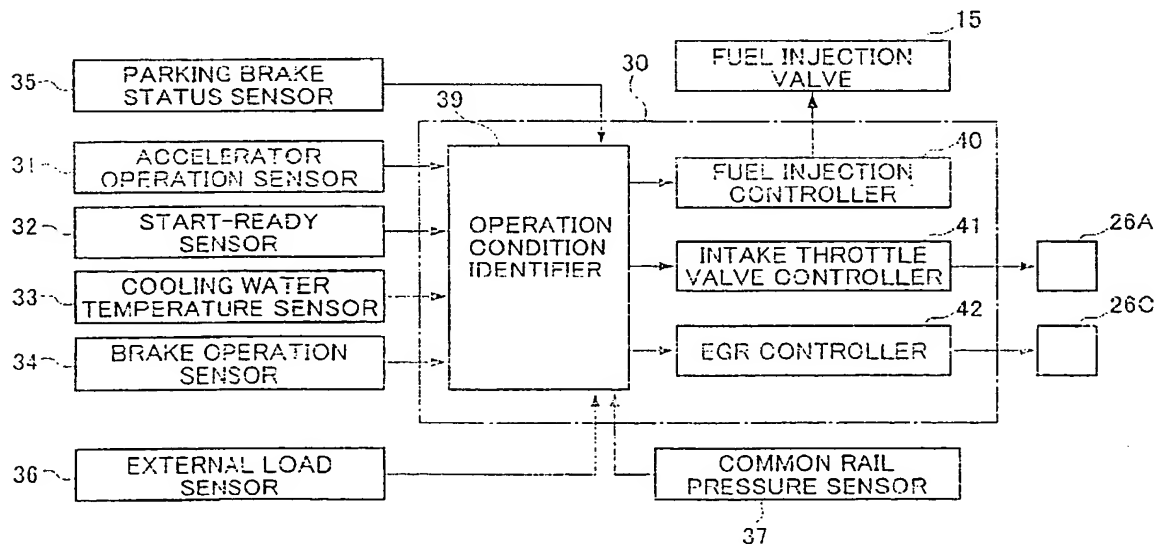 15
FUEL INJECTION
VALVE
30
35
PARKING BRAKE
STATUS SENSOR
39
31
ACCELERATOR
OPERATION SENSOR
40
FUEL INJECTION
CONTROLLER
32
START-READY
SENSOR
OPERATION
CONDITION
IDENTIFIER
41
INTAKE THROTTLE
VALVE CONTROLLER
26A
33
COOLING WATER
TEMPERATURE SENSOR
42
EGR CONTROLLER
26C
34
BRAKE OPERATION
SENSOR
36
EXTERNAL LOAD
SENSOR
COMMON RAIL
PRESSURE SENSOR
37